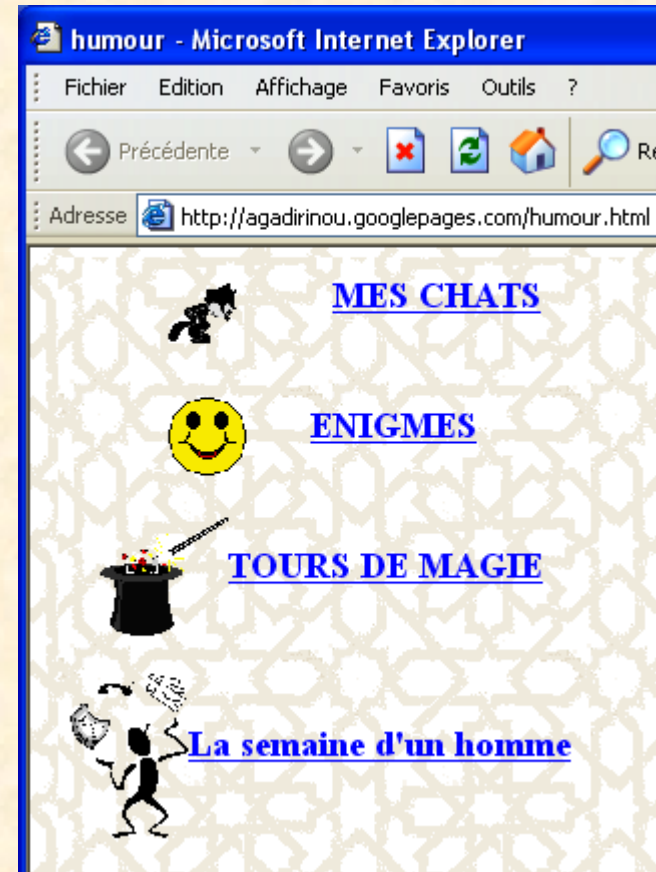 humour - Microsoft Internet Explorer
Fichier Edition Affichage Favoris Outils ?
Précédente
Adresse http://agadirinou.googlepages.com/humour.html
MES CHATS
ENIGMES
TOURS DE MAGIE
La semaine d'un homme